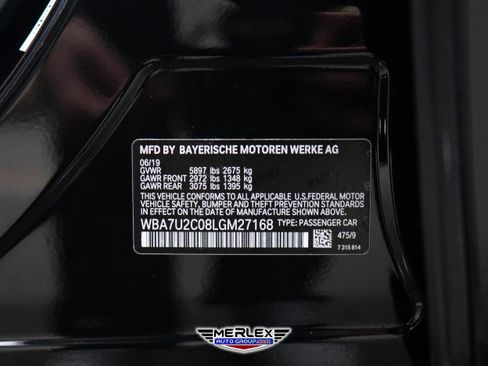 MFD BY BAYERISCHE MOTOREN WERKE AG
06/19
GVWR 5897 lbs 2675 kg
GAWR FRONT 2972 lbs 1348 kg
GAWR REAR 3075 lbs 1395 kg
THIS VEHICLE CONFORMS TO ALL APPLICABLE U.S.FEDERAL MOTOR
VEHICLE SAFETY, BUMPER, AND THEFT PREVENTION STANDARDS
IN EFFECT ON THE DATE OF MANUFACTURE SHOWN ABOVE.
WBA7U2C08LGM27168 TYPE: PASSENGER CAR
475/9
7 315 814
MERLEX
AUTO GROUP.com